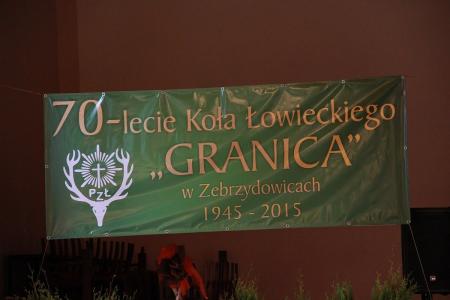 70-lecie Koła Łowieckiego
„GRANICA”
w Zebrzydowicach
1945 - 2015
PZŁ